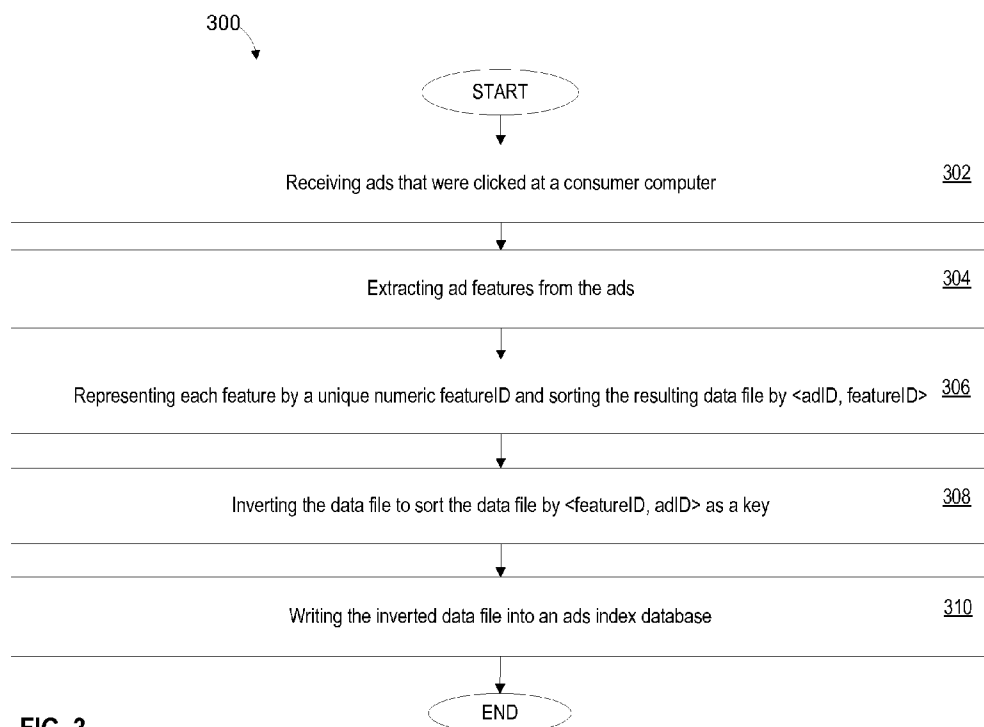 300
START
Receiving ads that were clicked at a consumer computer 302
Extracting ad features from the ads 304
Representing each feature by a unique numeric featureID and sorting the resulting data file by <adID, featureID> 306
Inverting the data file to sort the data file by <featureID, adID> as a key 308
Writing the inverted data file into an ads index database 310
END
FIG.